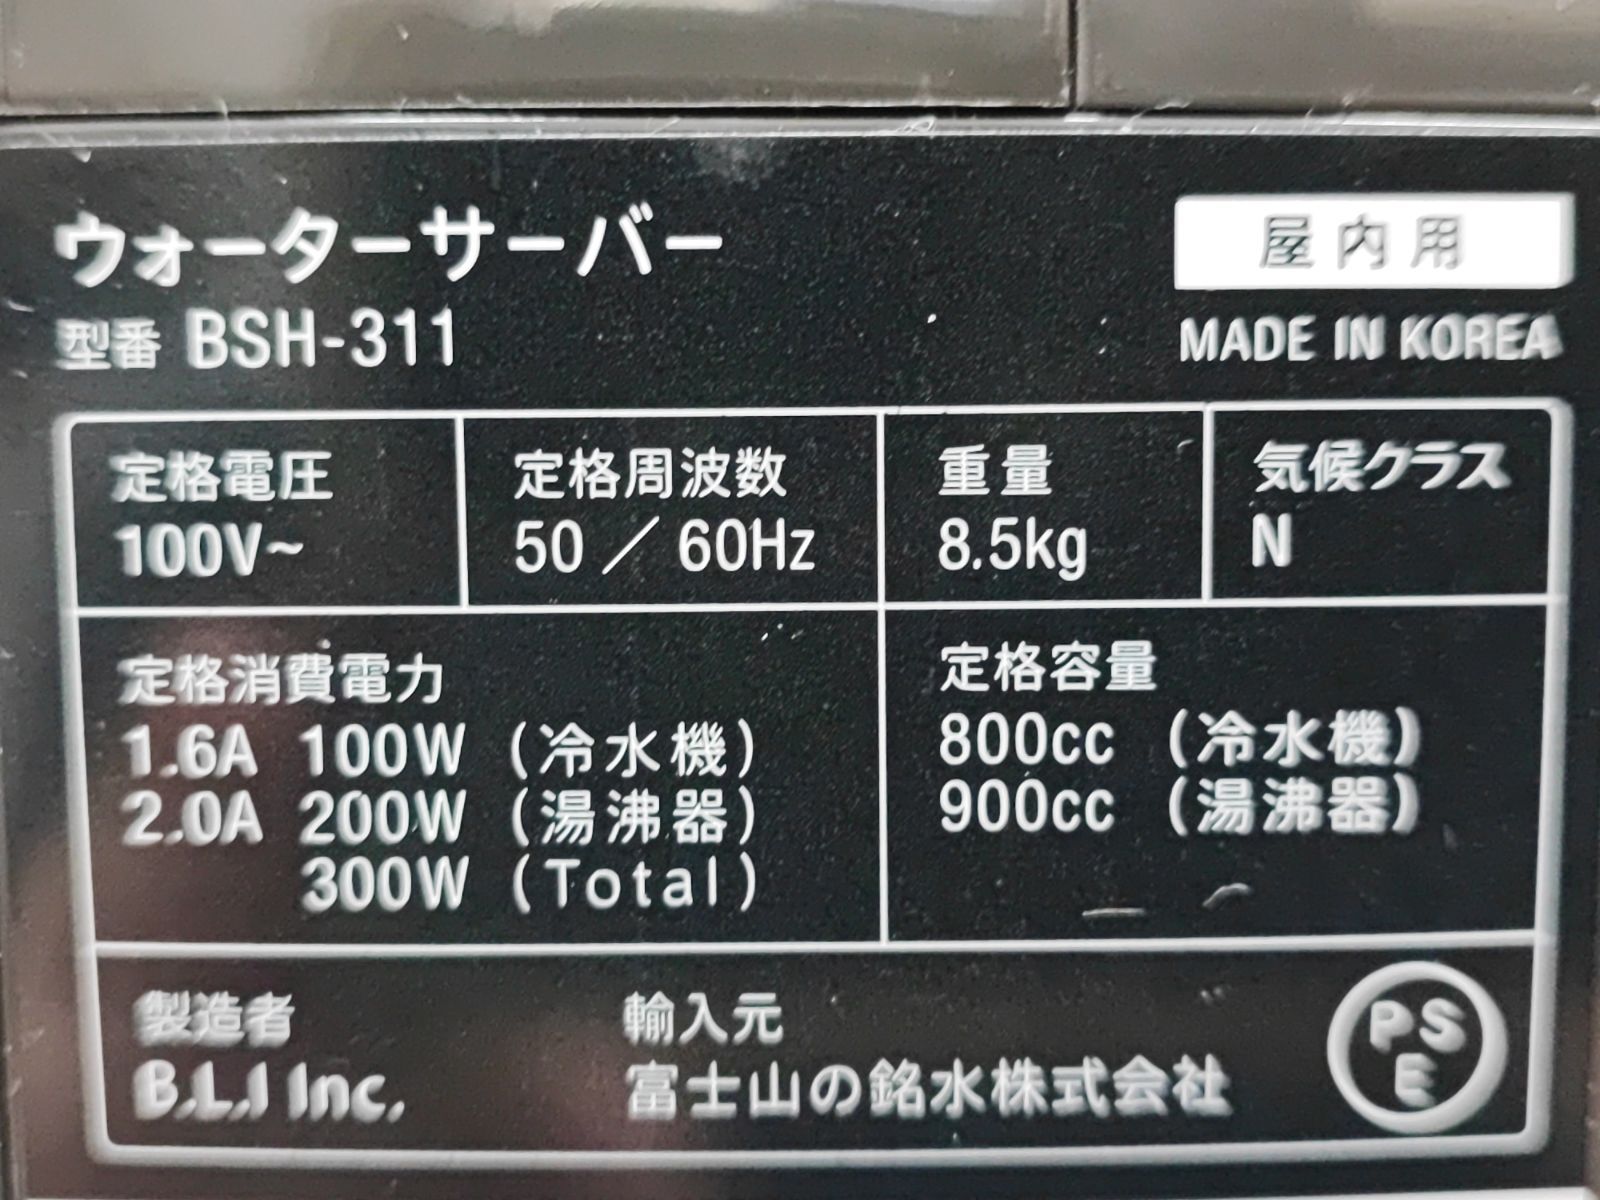 ウォーターサーバー
屋内用
型番 BSH-311
MADE IN KOREA
定格電圧
100V~
定格周波数
50 / 60Hz
重量
8.5kg
気候クラス
N
定格消費電力
1.6A 100W (冷水機)
2.0A 200W (湯沸器)
300W (Total)
定格容量
800cc (冷水機)
900cc (湯沸器)
製造者
B.L.I Inc.
輸入元
富士山の銘水株式会社
PS
E